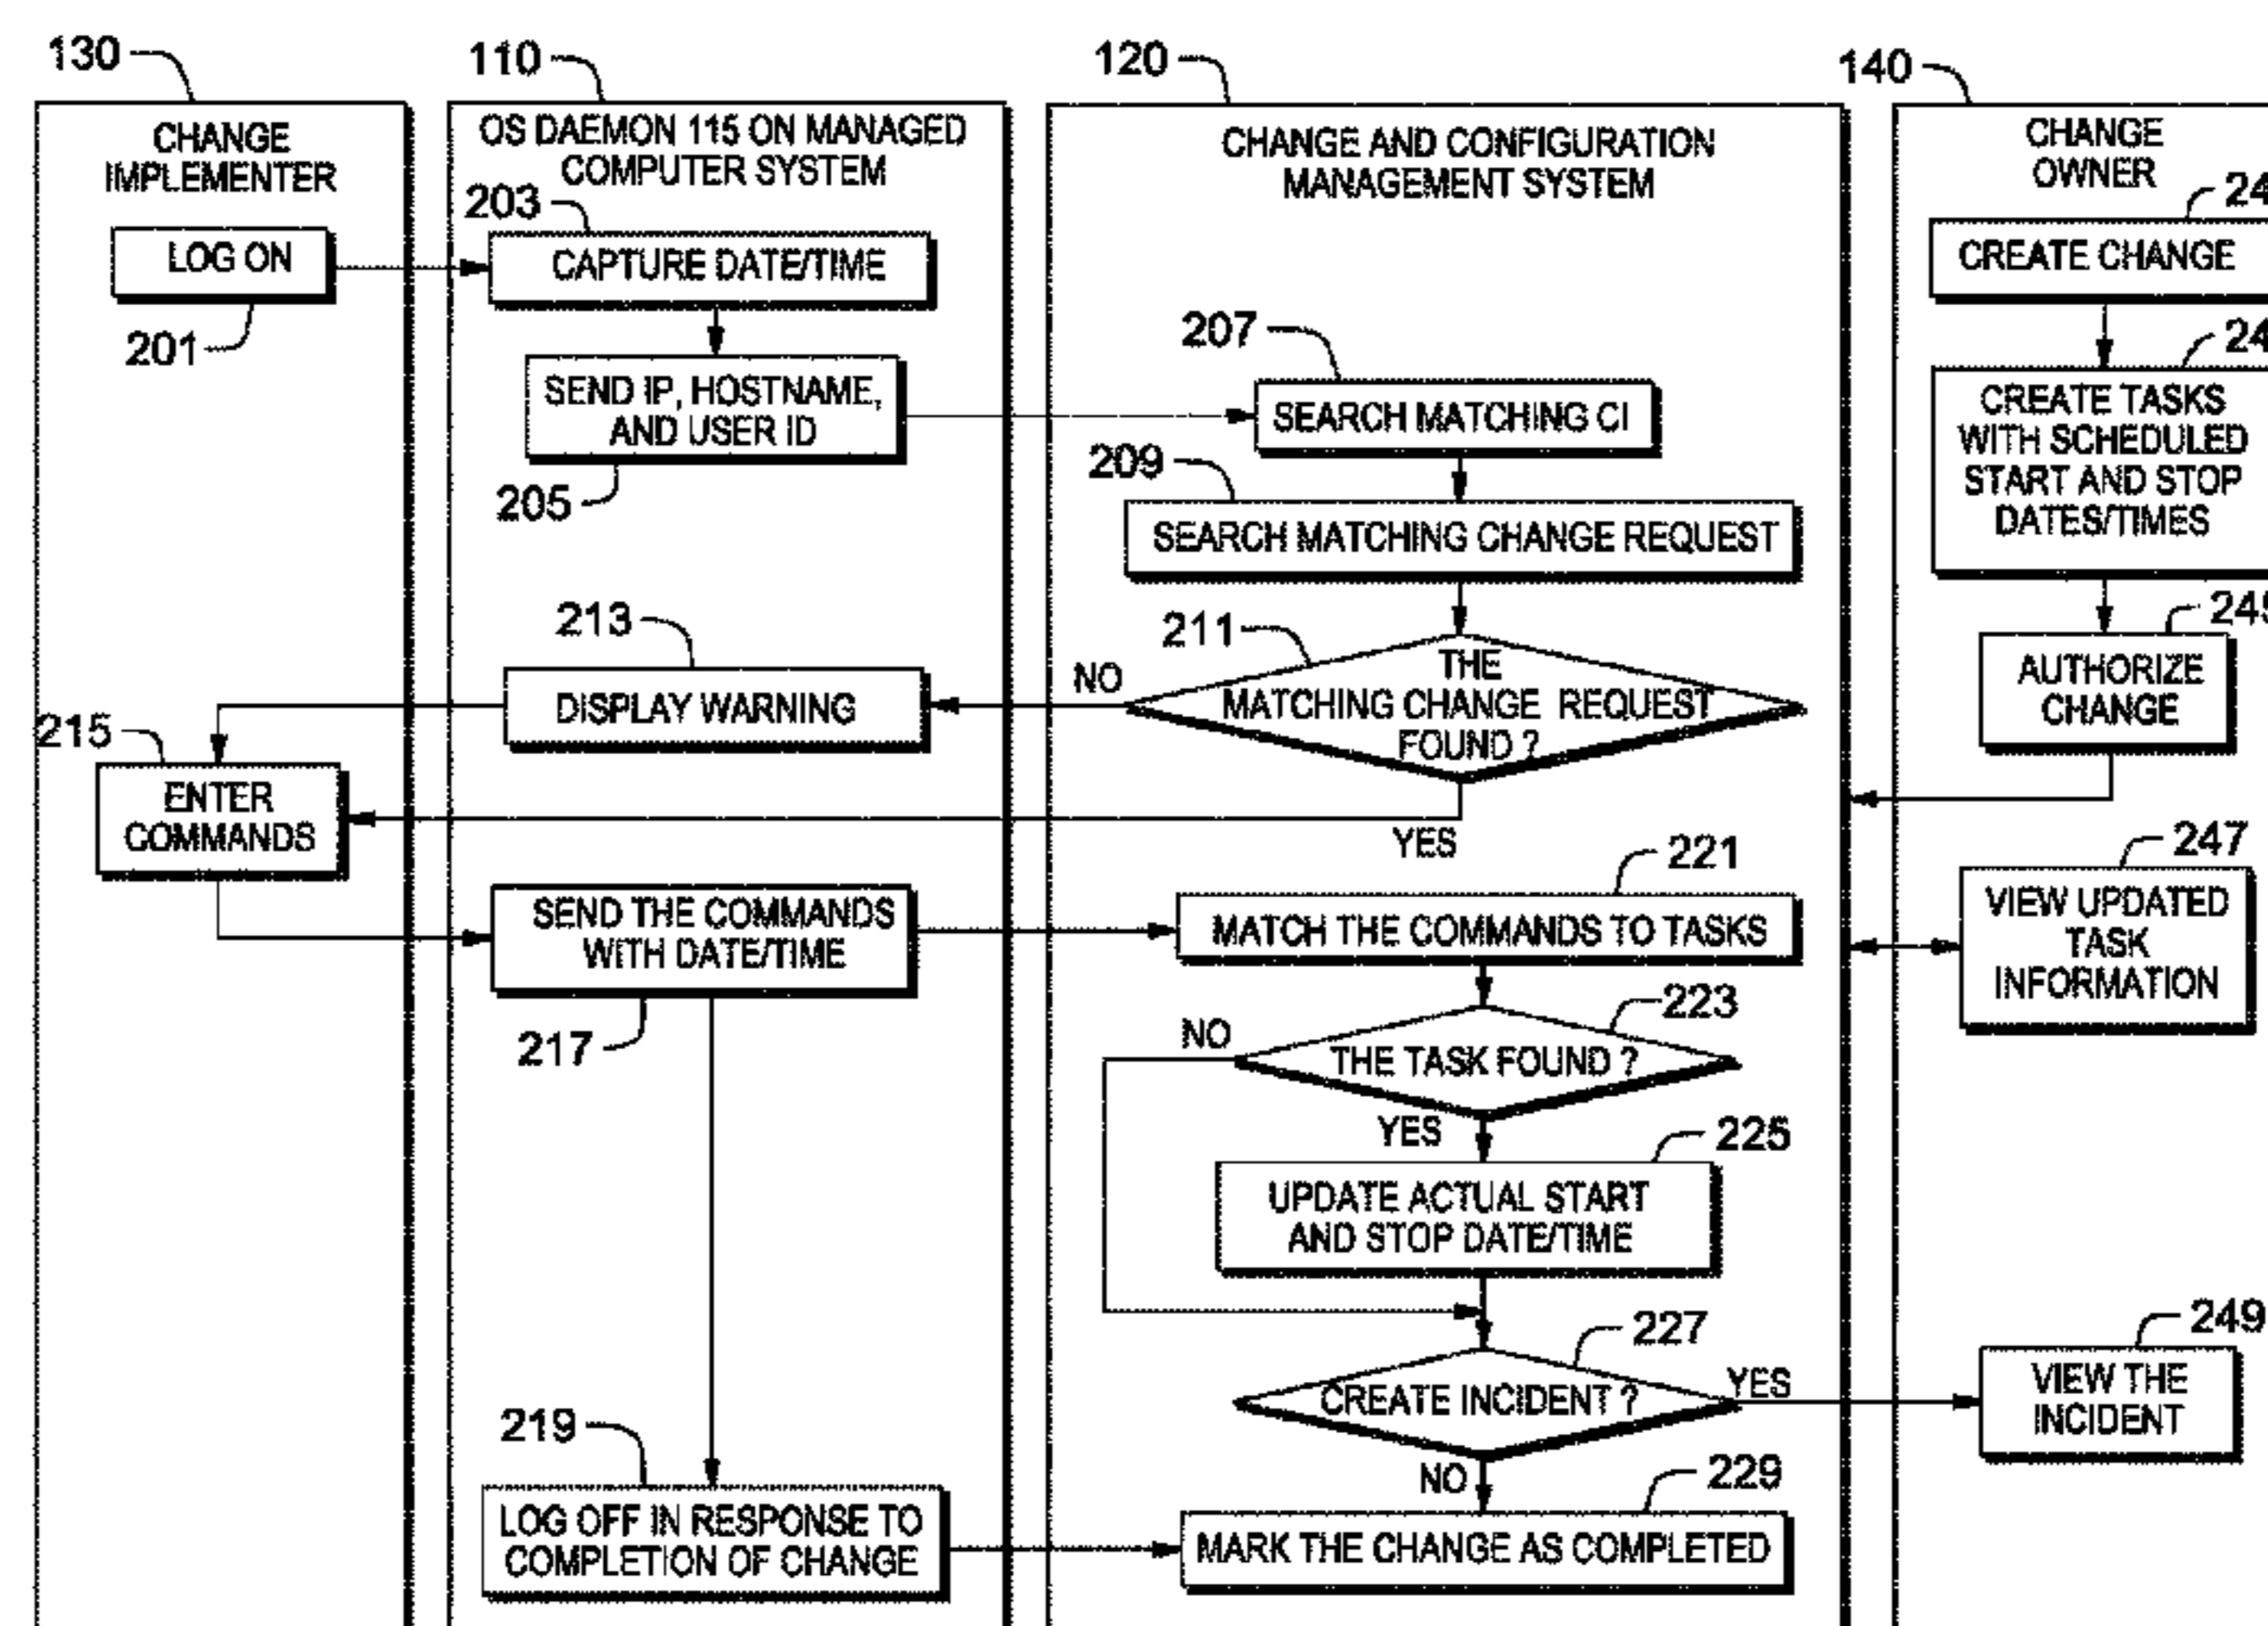 130
110
120
140
CHANGE
IMPLEMENTER
OS DAEMON 115 ON MANAGED
COMPUTER SYSTEM
CHANGE AND CONFIGURATION
MANAGEMENT SYSTEM
CHANGE
OWNER
LOG ON
201
203
CAPTURE DATE/TIME
SEND IP, HOSTNAME,
AND USER ID
205
207
SEARCH MATCHING CI
209
SEARCH MATCHING CHANGE REQUEST
211
THE
MATCHING CHANGE REQUEST
FOUND ?
NO
YES
213
DISPLAY WARNING
215
ENTER
COMMANDS
SEND THE COMMANDS
WITH DATE/TIME
217
221
MATCH THE COMMANDS TO TASKS
223
THE TASK FOUND ?
NO
YES
225
UPDATE ACTUAL START
AND STOP DATE/TIME
227
CREATE INCIDENT ?
YES
NO
219
LOG OFF IN RESPONSE TO
COMPLETION OF CHANGE
229
MARK THE CHANGE AS COMPLETED
24
CREATE CHANGE
24
CREATE TASKS
WITH SCHEDULED
START AND STOP
DATES/TIMES
245
AUTHORIZE
CHANGE
247
VIEW UPDATED
TASK
INFORMATION
249
VIEW THE
INCIDENT